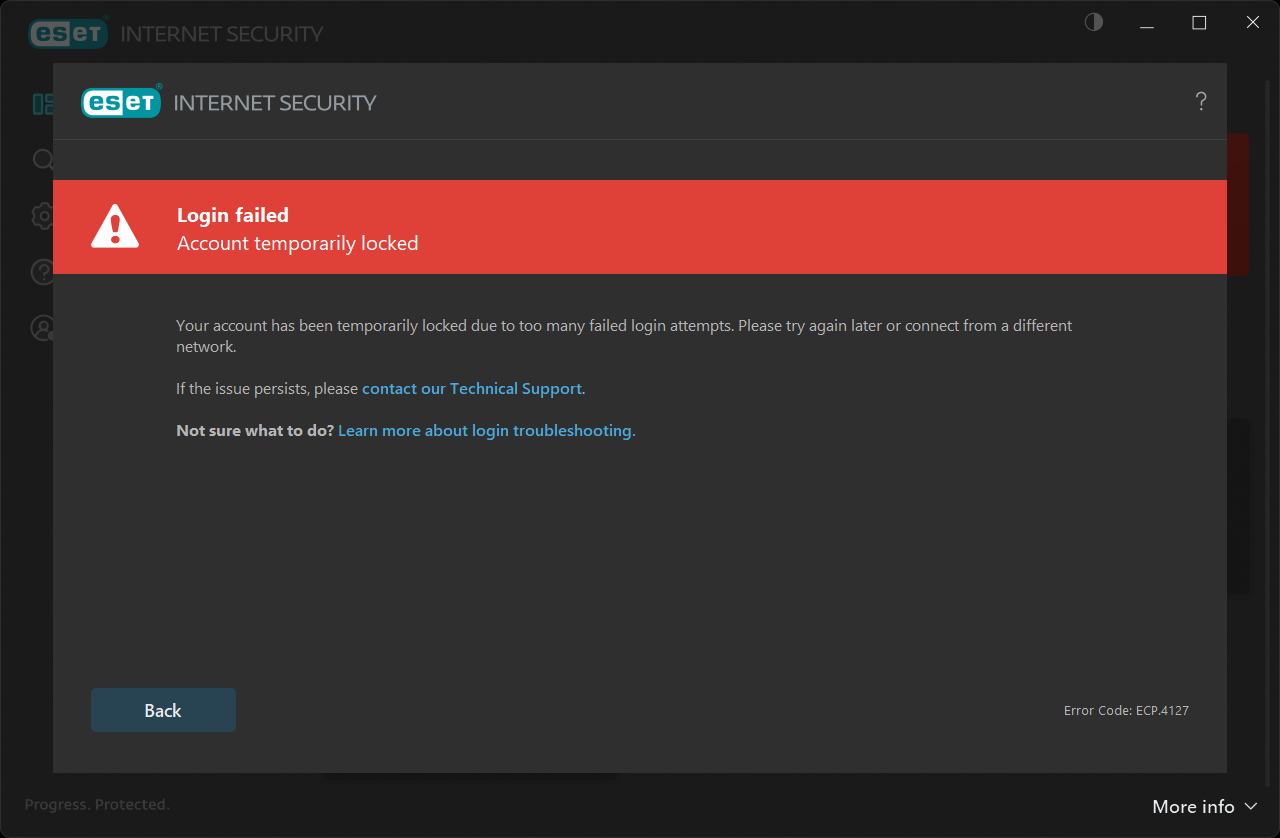 eseT INTERNET SECURITY
eseT® INTERNET SECURITY
?
Login failed
Account temporarily locked
Your account has been temporarily locked due to too many failed login attempts. Please try again later or connect from a different
network.
If the issue persists, please contact our Technical Support.
Not sure what to do? Learn more about login troubleshooting.
Back
Error Code: ECP.4127
Progress. Protected.
More info